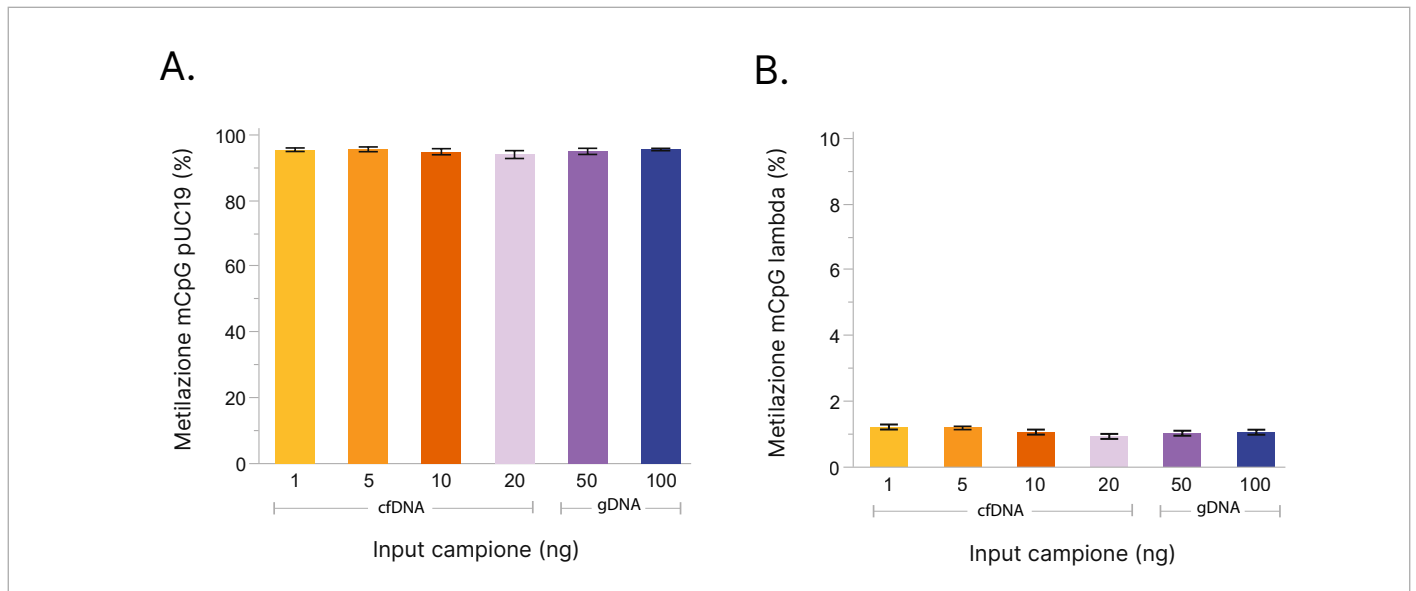 A.
Metilazione mCpG pUC19 (%)
100
80
60
40
20
0
1 5 10 20 50 100
cfDNA gDNA
Input campione (ng)
B.
Metilazione mCpG lambda (%)
10
8
6
4
2
0
1 5 10 20 50 100
cfDNA gDNA
Input campione (ng)